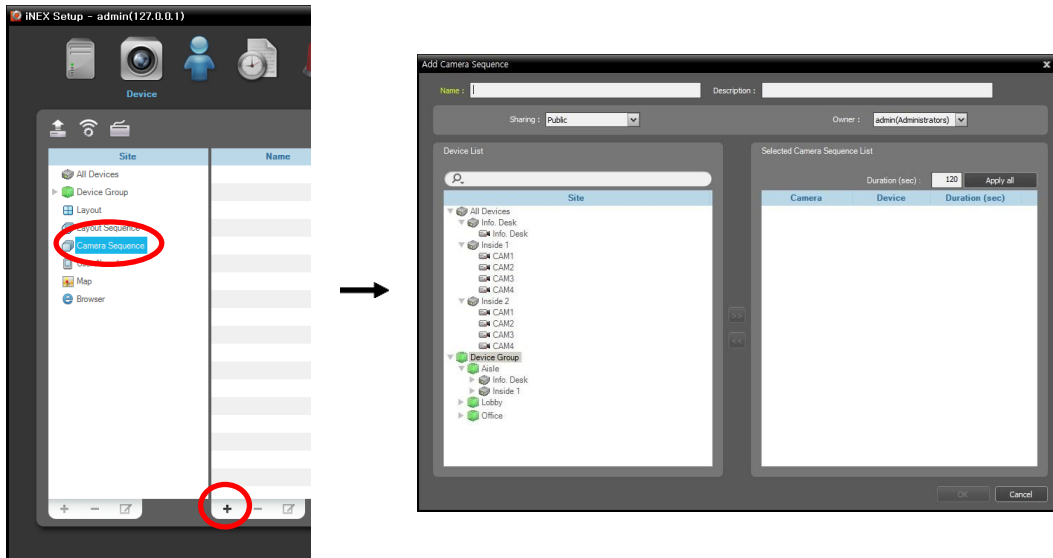 iNEX Setup - admin(127.0.0.1)
Device
Site
Name
All Devices
Device Group
Layout
Layout Sequence
Camera Sequence
Map
Browser
Add Camera Sequence
Name :
Description :
Sharing : Public
Owner : admin(Administrators)
Device List
Selected Camera Sequence List
Duration (sec) : 120 Apply all
Site
Camera Device Duration (sec)
All Devices
Info. Desk
Info. Desk
Inside 1
CAM1
CAM2
CAM3
CAM4
Inside 2
CAM1
CAM2
CAM3
CAM4
>>
<<
Device Group
Aisle
Info. Desk
Inside 1
Lobby
Office
OK Cancel